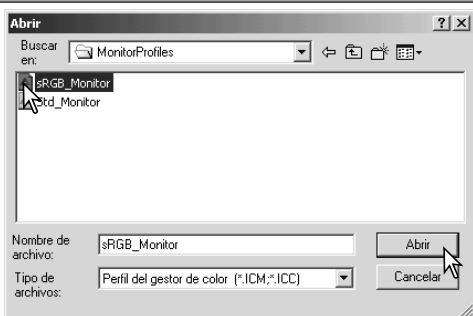 Abrir
Buscar en:
MonitorProfiles
sRGB_Monitor
Std_Monitor
Nombre de archivo:
sRGB_Monitor
Abrir
Tipo de archivos:
Perfil del gestor de color (*.ICM;*.ICC)
Cancelar